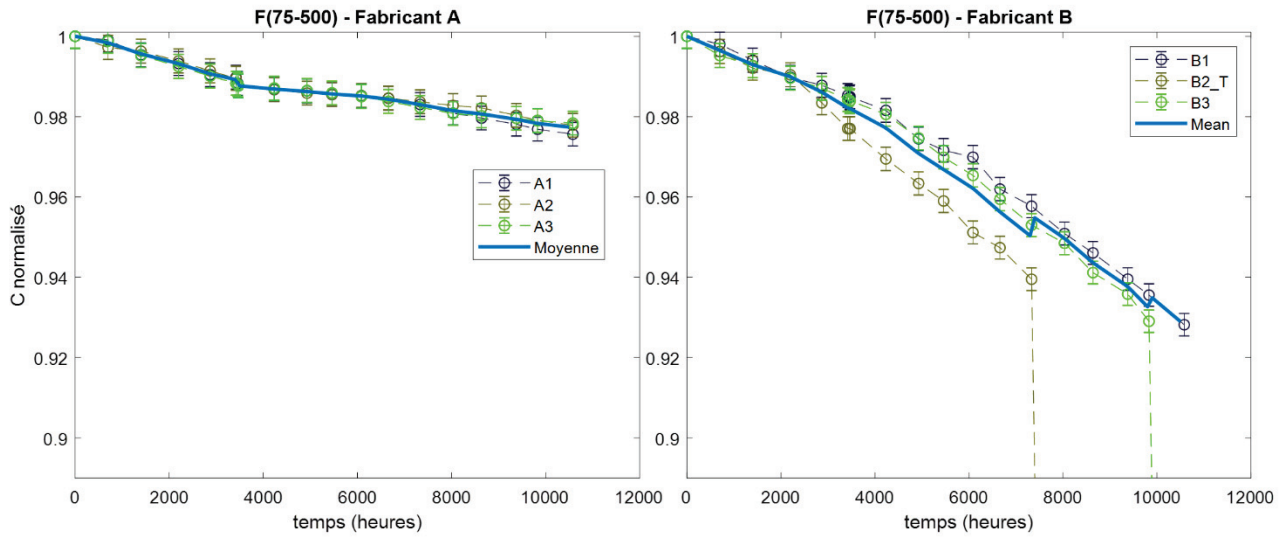 F(75-500) - Fabricant A
C normalisé
1
0.98
0.96
0.94
0.92
0.9
A1
A2
A3
Moyenne
0
2000
4000
6000
8000
10000
12000
temps (heures)
F(75-500) - Fabricant B
1
0.98
0.96
0.94
0.92
0.9
B1
B2_T
B3
Mean
0
2000
4000
6000
8000
10000
12000
temps (heures)